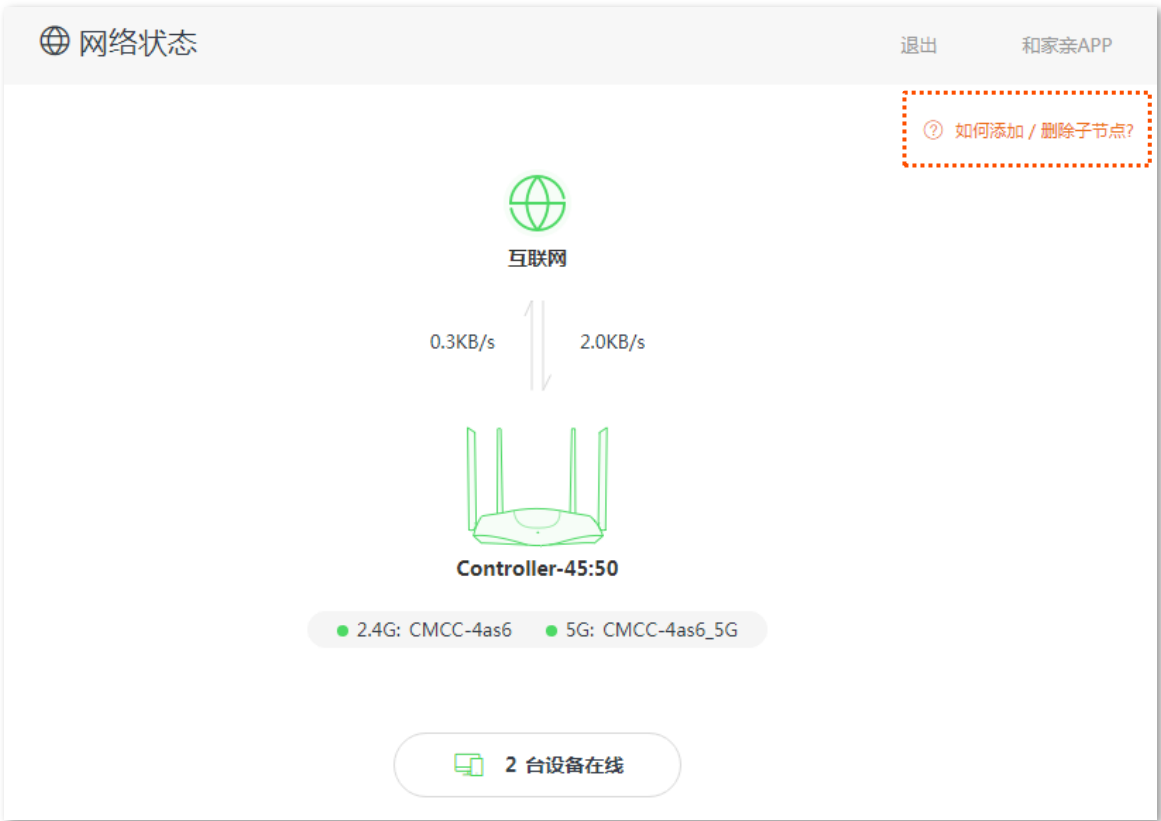 网络状态
退出 和家亲APP
如何添加 / 删除子节点?
互联网
0.3KB/s 2.0KB/s
Controller-45:50
2.4G: CMCC-4as6 5G: CMCC-4as6_5G
2 台设备在线